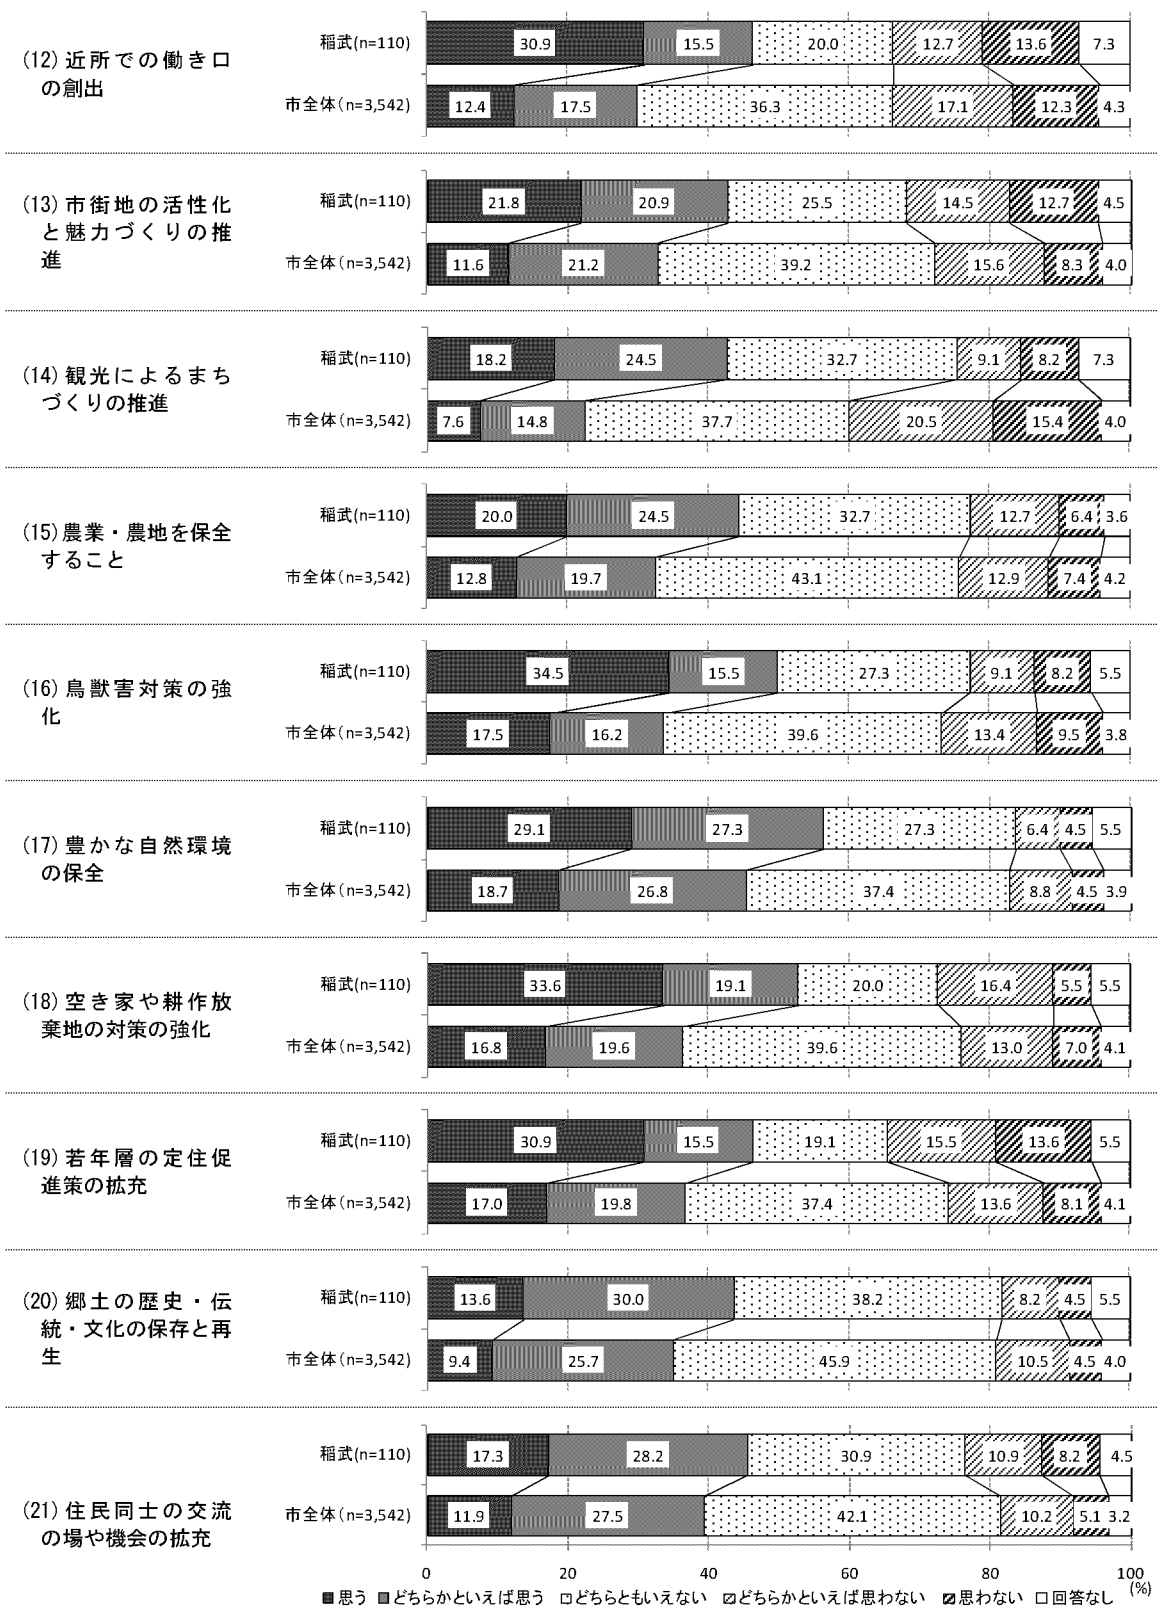 (12) 近所での働き口
の創出
稲武(n=110)
30.9 15.5 20.0 12.7 13.6 7.3
市全体(n=3,542)
12.4 17.5 36.3 17.1 12.3 4.3
(13) 市街地の活性化
と魅力づくりの推
進
稲武(n=110)
21.8 20.9 25.5 14.5 12.7 4.5
市全体(n=3,542)
11.6 21.2 39.2 15.6 8.3 4.0
(14) 観光によるまち
づくりの推進
稲武(n=110)
18.2 24.5 32.7 9.1 8.2 7.3
市全体(n=3,542)
7.6 14.8 37.7 20.5 15.4 4.0
(15) 農業・農地を保全
すること
稲武(n=110)
20.0 24.5 32.7 12.7 6.4 3.6
市全体(n=3,542)
12.8 19.7 43.1 12.9 7.4 4.2
(16) 鳥獣害対策の強
化
稲武(n=110)
34.5 15.5 27.3 9.1 8.2 5.5
市全体(n=3,542)
17.5 16.2 39.6 13.4 9.5 3.8
(17) 豊かな自然環境
の保全
稲武(n=110)
29.1 27.3 27.3 6.4 4.5 5.5
市全体(n=3,542)
18.7 26.8 37.4 8.8 4.5 3.9
(18) 空き家や耕作放
棄地の対策の強化
稲武(n=110)
33.6 19.1 20.0 16.4 5.5 5.5
市全体(n=3,542)
16.8 19.6 39.6 13.0 7.0 4.1
(19) 若年層の定住促
進策の拡充
稲武(n=110)
30.9 15.5 19.1 15.5 13.6 5.5
市全体(n=3,542)
17.0 19.8 37.4 13.6 8.1 4.1
(20) 郷土の歴史・伝
統・文化の保存と再
生
稲武(n=110)
13.6 30.0 38.2 8.2 4.5 5.5
市全体(n=3,542)
9.4 25.7 45.9 10.5 4.5 4.0
(21) 住民同士の交流
の場や機会の拡充
稲武(n=110)
17.3 28.2 30.9 10.9 8.2 4.5
市全体(n=3,542)
11.9 27.5 42.1 10.2 5.1 3.2
0 20 40 60 80 100
(%)
思う どちらかといえば思う どちらともいえない どちらかといえば思わない 思わない 回答なし